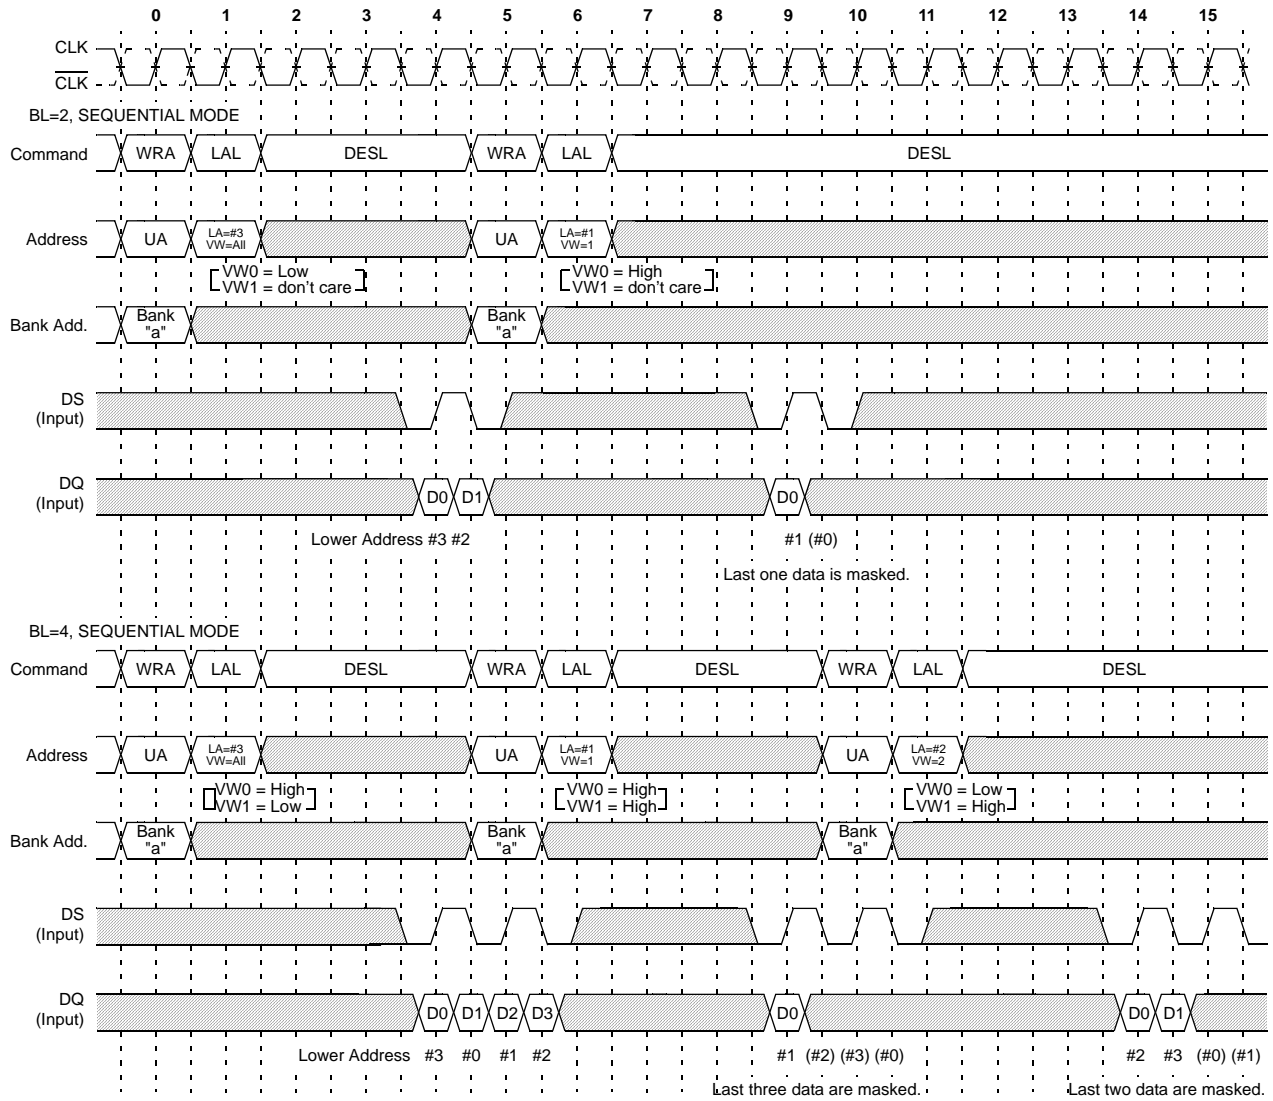 0 1 2 3 4 5 6 7 8 9 10 11 12 13 14 15
CLK
CLK
BL=2, SEQUENTIAL MODE
Command WRA LAL DESL WRA LAL DESL
Address UA LA=#3 VW=All UA LA=#1 VW=1
VW0 = Low VW0 = High
VW1 = don't care VW1 = don't care
Bank Add. Bank "a" Bank "a"
DS
(Input)
DQ
(Input) D0 D1 D0
Lower Address #3 #2 #1 (#0)
Last one data is masked.
BL=4, SEQUENTIAL MODE
Command WRA LAL DESL WRA LAL DESL WRA LAL DESL
Address UA LA=#3 VW=All UA LA=#1 VW=1 UA LA=#2 VW=2
VW0 = High VW0 = High VW0 = Low
VW1 = Low VW1 = High VW1 = High
Bank Add. Bank "a" Bank "a" Bank "a"
DS
(Input)
DQ
(Input) D0 D1 D2 D3 D0 D0 D1
Lower Address #3 #0 #1 #2 #1 (#2) (#3) (#0) #2 #3 (#0) (#1)
Last three data are masked. Last two data are masked.